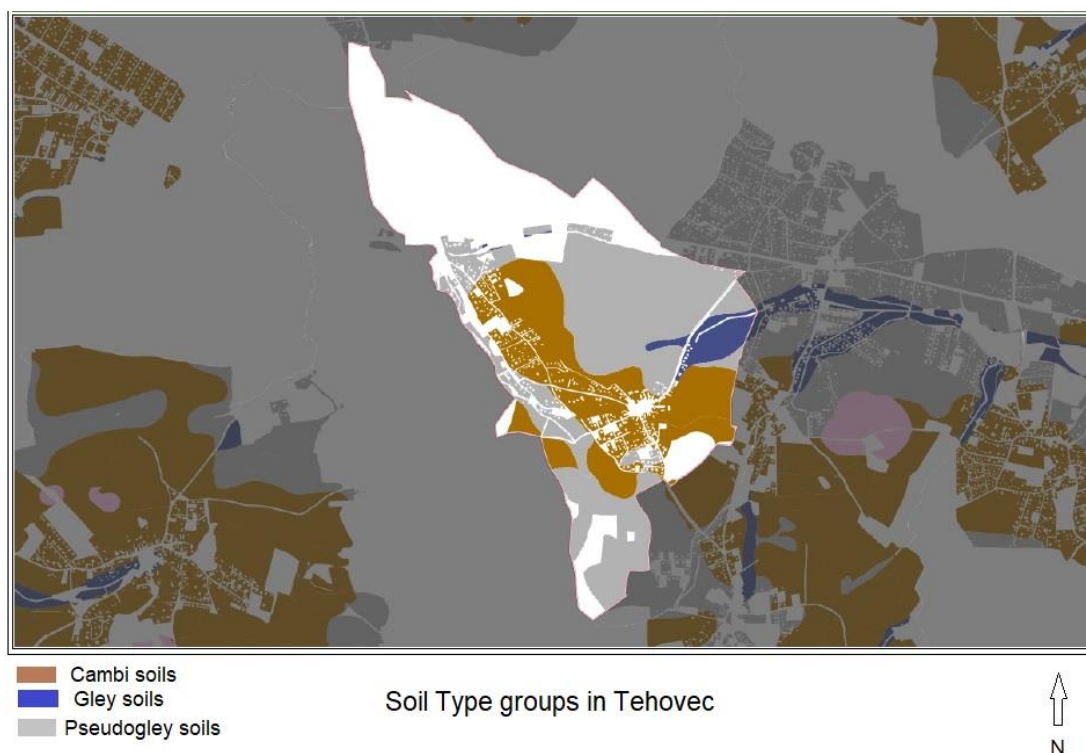 Cambi soils
Gley soils
Pseudogley soils
Soil Type groups in Tehovec
N